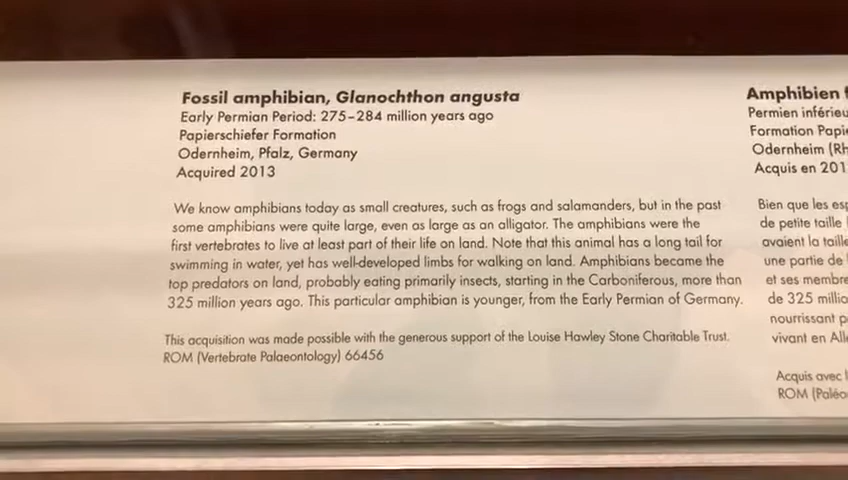 Fossil amphibian, Glanochthon angusta
Early Permian Period: 275–284 million years ago
Papierschiefer Formation
Odernheim, Pfalz, Germany
Acquired 2013
We know amphibians today as small creatures, such as frogs and salamanders, but in the past
some amphibians were quite large, even as large as an alligator. The amphibians were the
first vertebrates to live at least part of their life on land. Note that this animal has a long tail for
swimming in water, yet has well-developed limbs for walking on land. Amphibians became the
top predators on land, probably eating primarily insects, starting in the Carboniferous, more than
325 million years ago. This particular amphibian is younger, from the Early Permian of Germany.
This acquisition was made possible with the generous support of the Louise Hawley Stone Charitable Trust.
ROM (Vertebrate Palaeontology) 66456
Amphibien
Permien
Formation
Odernheim
Acquis en
Bien que les
de petite taille
avaient la
une partie de
et ses
de 325
nourrissant
vivant en
Acquis avec
ROM